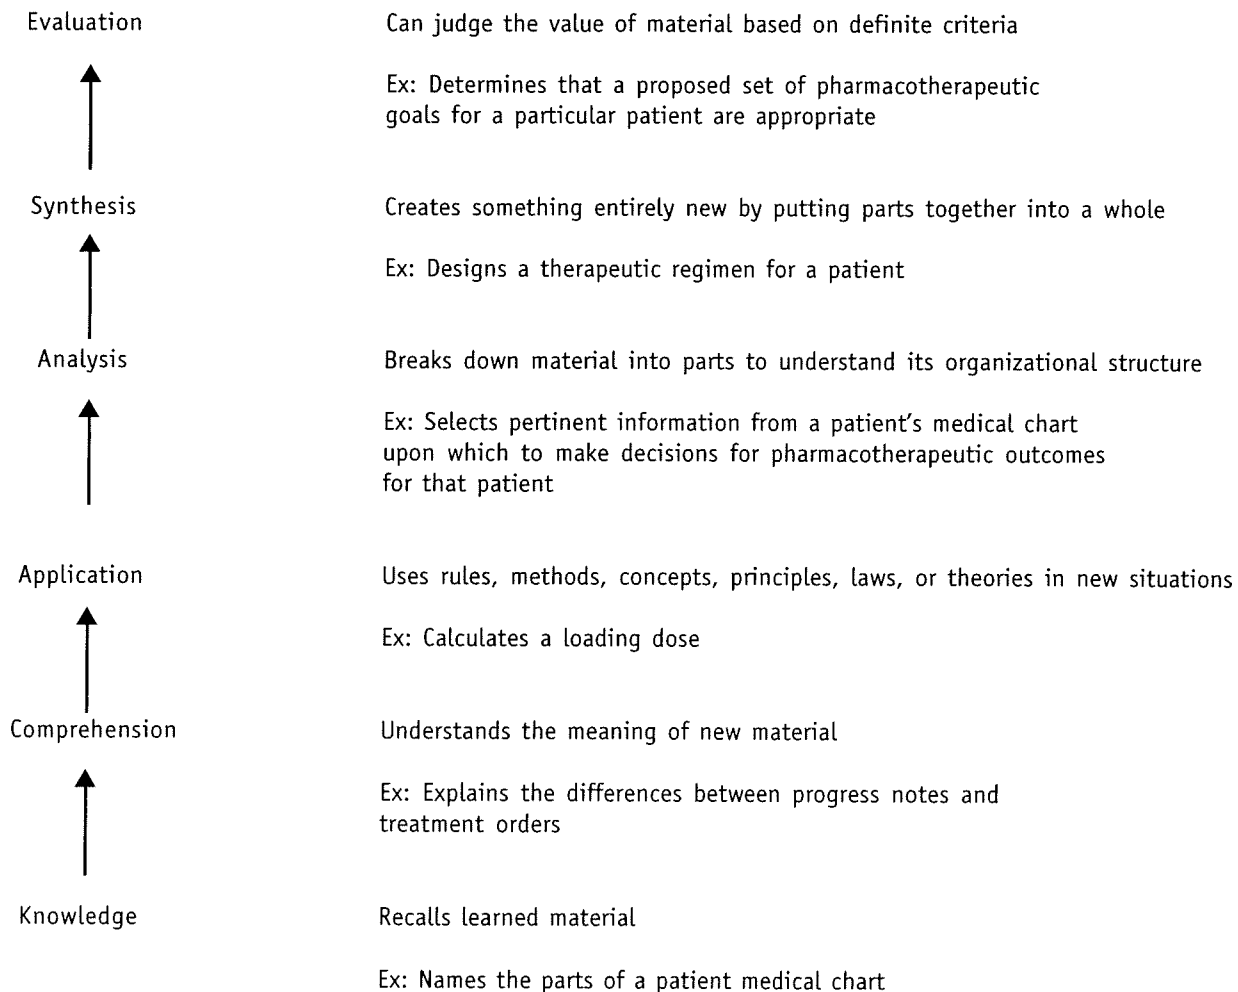 Evaluation
Can judge the value of material based on definite criteria
Ex: Determines that a proposed set of pharmacotherapeutic
goals for a particular patient are appropriate
Synthesis
Creates something entirely new by putting parts together into a whole
Ex: Designs a therapeutic regimen for a patient
Analysis
Breaks down material into parts to understand its organizational structure
Ex: Selects pertinent information from a patient's medical chart
upon which to make decisions for pharmacotherapeutic outcomes
for that patient
Application
Uses rules, methods, concepts, principles, laws, or theories in new situations
Ex: Calculates a loading dose
Comprehension
Understands the meaning of new material
Ex: Explains the differences between progress notes and
treatment orders
Knowledge
Recalls learned material
Ex: Names the parts of a patient medical chart